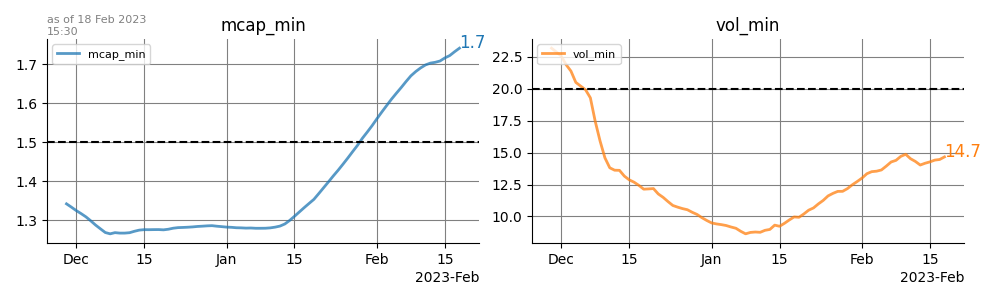 as of 18 Feb 2023
15:30
mcap_min
mcap_min
1.7
1.7
1.6
1.5
1.4
1.3
Dec
15
Jan
15
Feb
15
2023-Feb
vol_min
vol_min
22.5
20.0
17.5
15.0
12.5
10.0
14.7
Dec
15
Jan
15
Feb
15
2023-Feb